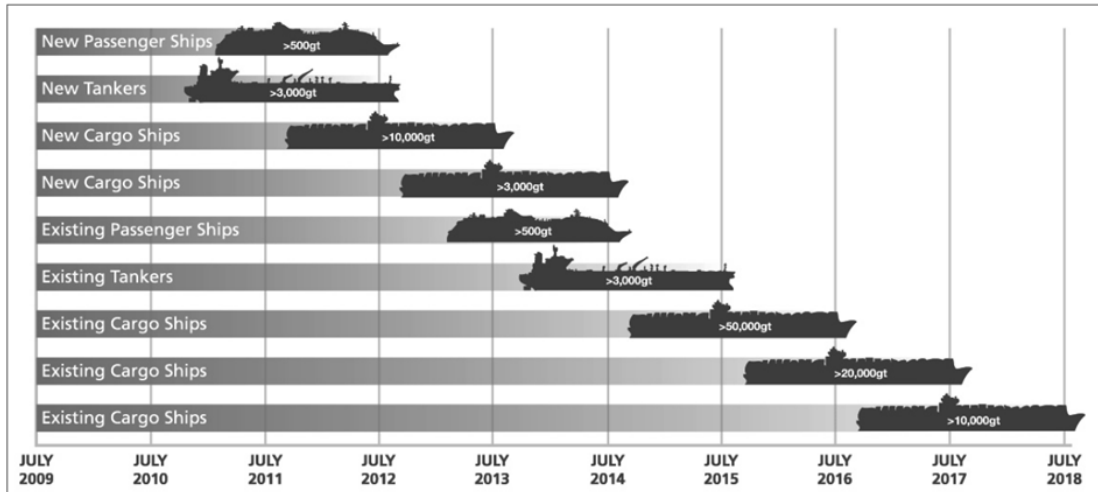 New Passenger Ships >500gt
New Tankers >3,000gt
New Cargo Ships >10,000gt
New Cargo Ships >3,000gt
Existing Passenger Ships >500gt
Existing Tankers >3,000gt
Existing Cargo Ships >50,000gt
Existing Cargo Ships >20,000gt
Existing Cargo Ships >10,000gt
JULY JULY JULY JULY JULY JULY JULY JULY JULY JULY
2009 2010 2011 2012 2013 2014 2015 2016 2017 2018